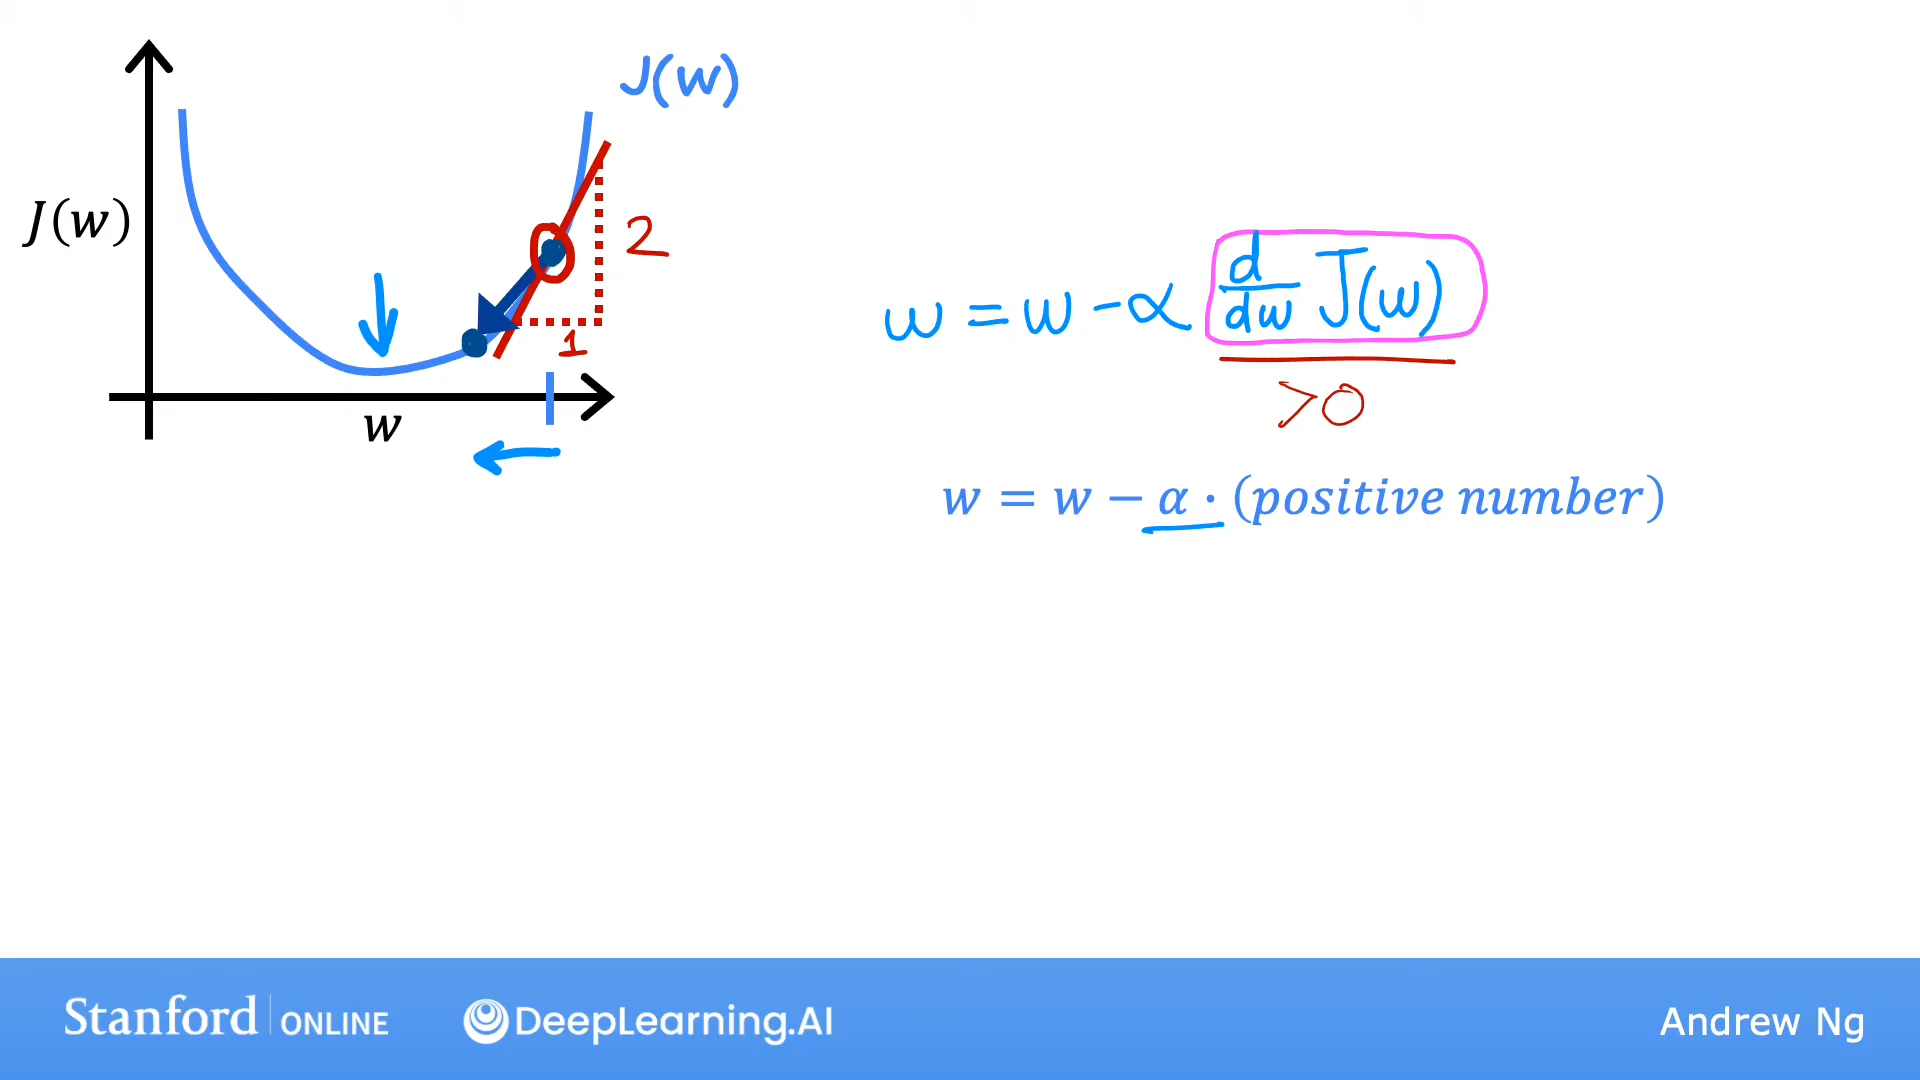 J(w)
J(w)
2
1
w
w = w - α d/dw J(w)
>0
w = w − α · (positive number)
Stanford | ONLINE
DeepLearning.AI
Andrew Ng